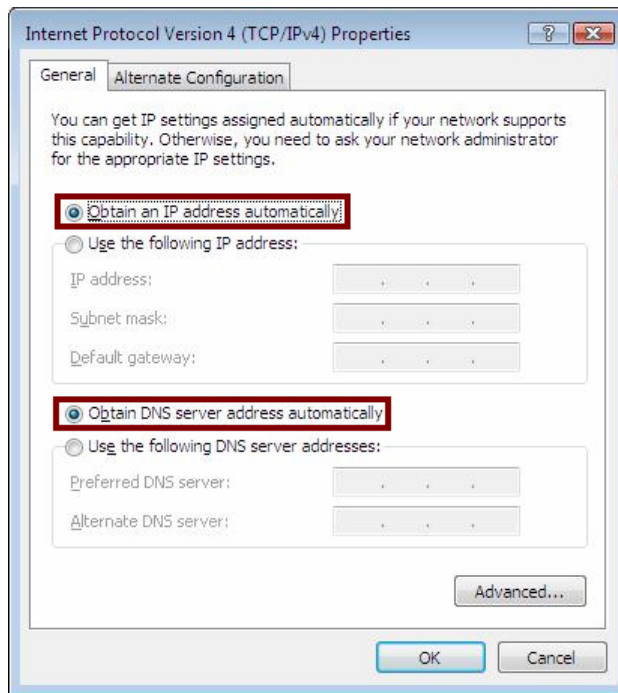 Internet Protocol Version 4 (TCP/IPv4) Properties
General
Alternate Configuration
You can get IP settings assigned automatically if your network supports
this capability. Otherwise, you need to ask your network administrator
for the appropriate IP settings.
Obtain an IP address automatically
Use the following IP address:
IP address:
Subnet mask:
Default gateway:
Obtain DNS server address automatically
Use the following DNS server addresses:
Preferred DNS server:
Alternate DNS server:
Advanced...
OK
Cancel